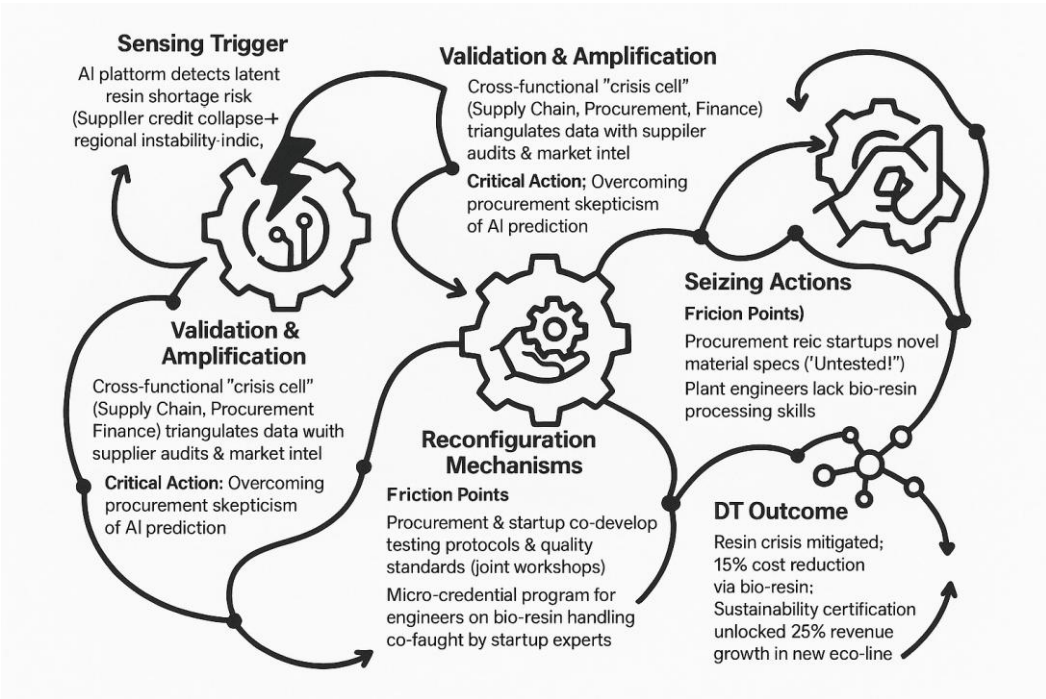 Sensing Trigger
AI platform detects latent
resin shortage risk
(Suppller credit collapse+
regional instability-indic,
Validation &
Amplification
Cross-functional "crisis cell"
(Supply Chain, Procurement
Finance) triangulates data wuith
supplier audits & market intel
Critical Action: Overcoming
procurement skepticism
of AI prediction
Validation & Amplification
Cross-functional "crisis cell"
(Supply Chain, Procurement, Finance)
triangulates data with suppiler
audits & market intel
Critical Action; Overcoming
procurement skepticism
of AI prediction
Reconfiguration
Mechanisms
Friction Points
Procurement & startup co-develop
testing protocols & quality
standards (joint workshops)
Micro-credential program for
engineers on bio-resin handling
co-faught by startup experts
Seizing Actions
Fricion Points)
Procurement reic startups novel
material specs ('Untested!")
Plant engineers lack bio-resin
processing skills
DT Outcome
Resin crisis mitigated;
15% cost reduction
via bio-resin;
Sustainability certification
unlocked 25% revenue
growth in new eco-line